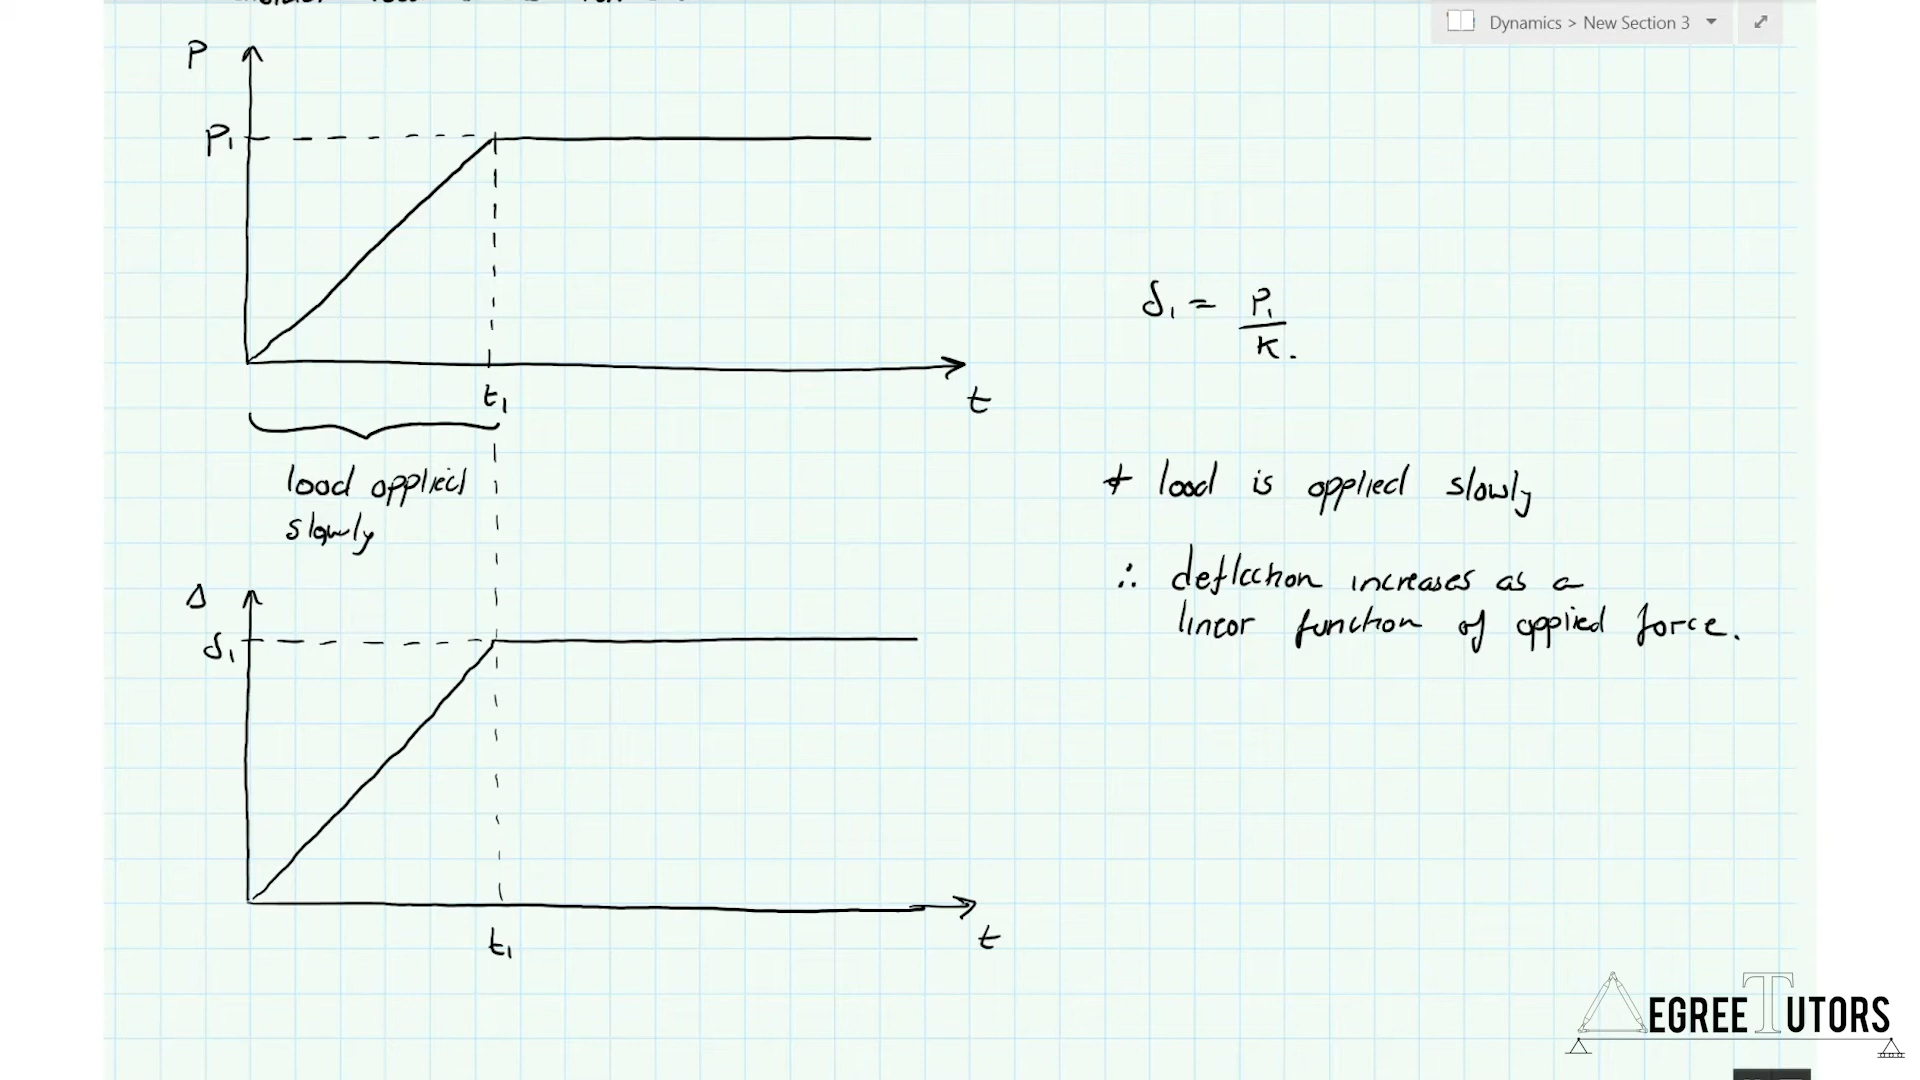 Dynamics > New Section 3
P
P₁
t₁
t
load applied
slowly
δ₁ = P₁
K.
* load is applied slowly
∴ deflection increases as a
linear function of applied force.
Δ
δ₁
t₁
t
DEGREE TUTORS